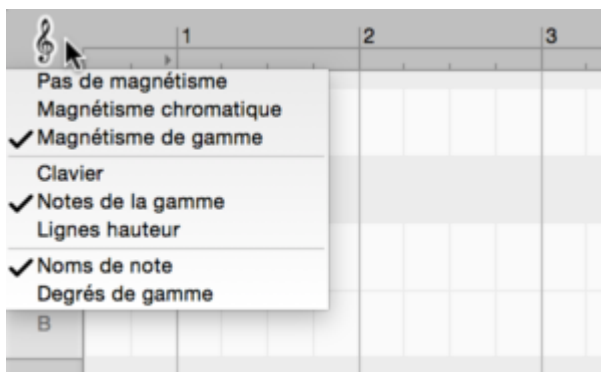 1 2 3
Pas de magnétisme
Magnétisme chromatique
Magnétisme de gamme
Clavier
Notes de la gamme
Lignes hauteur
Noms de note
Degrés de gamme
B